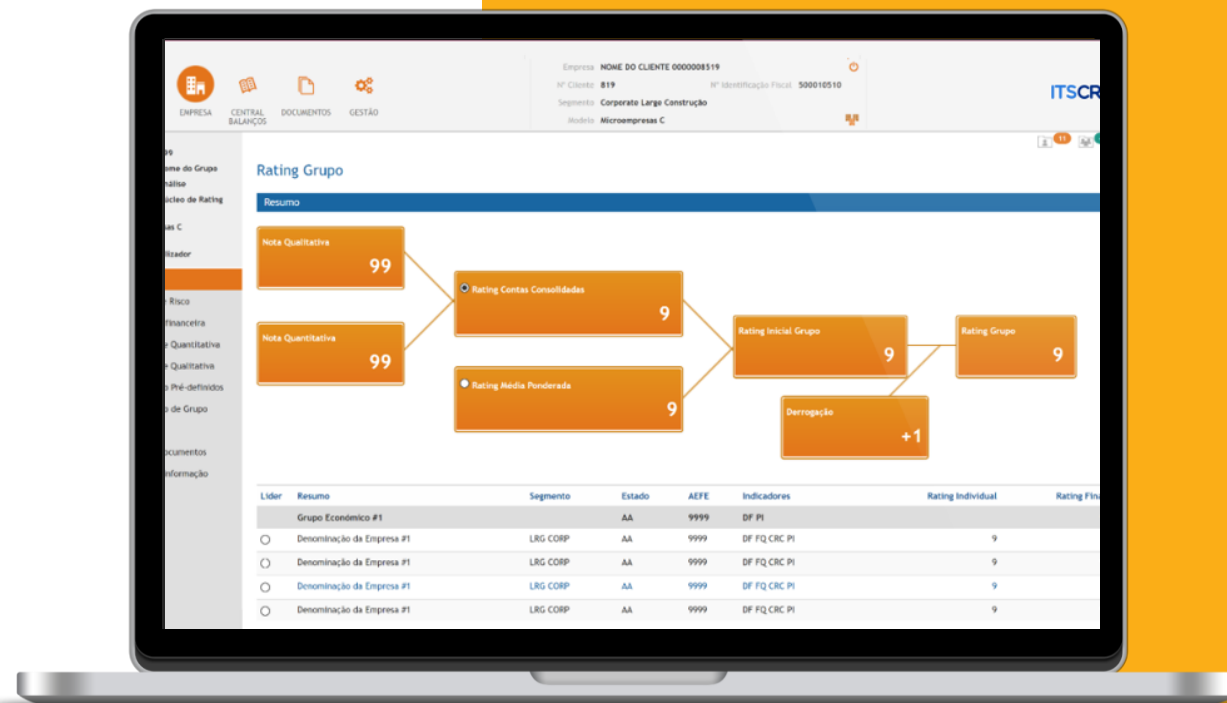 Empresa NOME DO CLIENTE 0000008519
Nº Cliente 819 Nº Identificação Fiscal 500010510
Segmento Corporate Large Construção
Modelo Microempresas C
EMPRESA
CENTRAL BALANÇOS
DOCUMENTOS
GESTÃO
ITSCR
11
99
ome do Grupo
nálise
úcleo de Rating
as C
lizador
Risco
financeira
e Quantitativa
e Qualitativa
o Pré-definidos
o de Grupo
ocumentos
nformação
Rating Grupo
Resumo
Nota Qualitativa
99
Nota Quantitativa
99
Rating Contas Consolidadas
9
Rating Média Ponderada
9
Rating Inicial Grupo
9
Rating Grupo
9
Derrogação
+1
Lider Resumo Segmento Estado AEFE Indicadores Rating Individual Rating Fina
Grupo Económico #1 AA 9999 DF PI
Denominação da Empresa #1 LRG CORP AA 9999 DF FQ CRC PI 9
Denominação da Empresa #1 LRG CORP AA 9999 DF FQ CRC PI 9
Denominação da Empresa #1 LRG CORP AA 9999 DF FQ CRC PI 9
Denominação da Empresa #1 LRG CORP AA 9999 DF FQ CRC PI 9